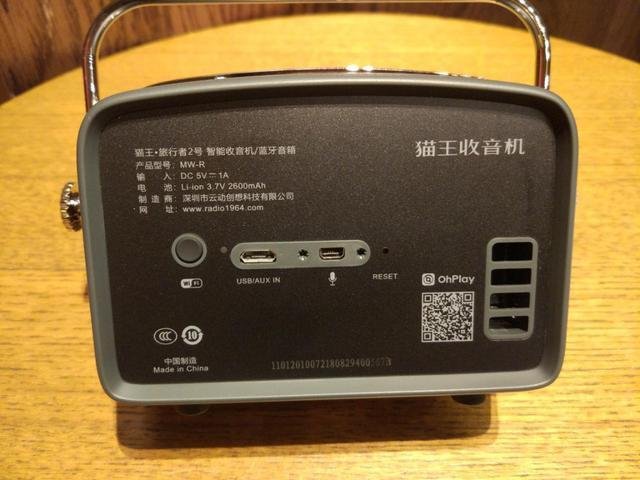 猫王•旅行者2号 智能收音机/蓝牙音箱
产品型号: MW-R
输 入: DC 5V⎓1A
电 池: Li-ion 3.7V 2600mAh
制 造 商: 深圳市云动创想科技有限公司
网 址: www.radio1964.com
猫王收音机
WiFi
USB/AUX IN
RESET
OhPlay
CCC
10
中国制造
Made in China